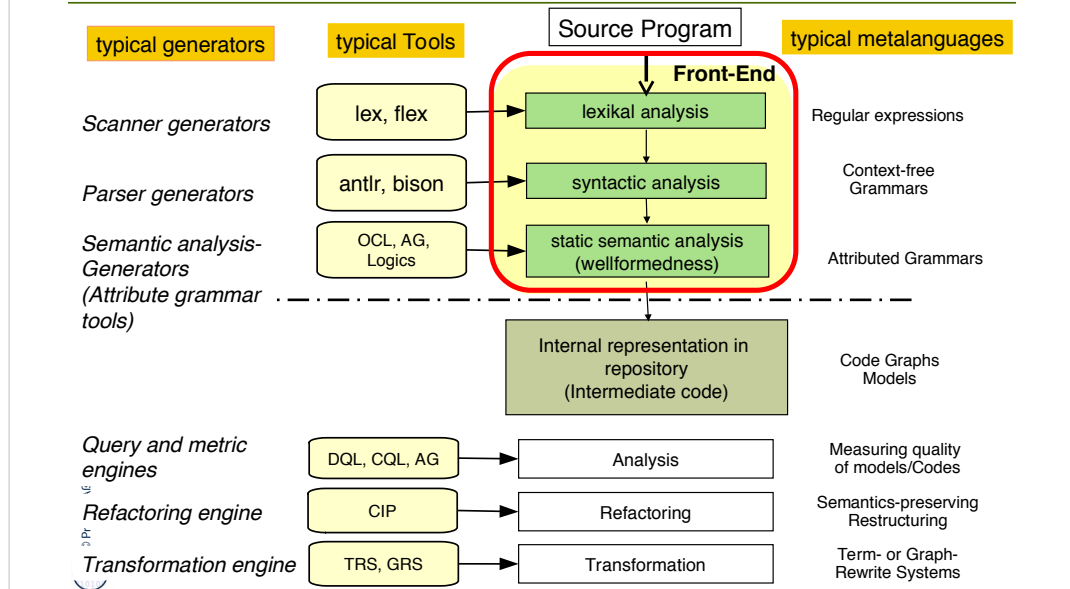 Source Program
typical generators
typical Tools
typical metalanguages
Front-End
Scanner generators
lex, flex
lexikal analysis
Regular expressions
Parser generators
antlr, bison
syntactic analysis
Context-free
Grammars
Semantic analysis-
Generators
(Attribute grammar
tools)
OCL, AG,
Logics
static semantic analysis
(wellformedness)
Attributed Grammars
Internal representation in
repository
(Intermediate code)
Code Graphs
Models
Query and metric
engines
DQL, CQL, AG
Analysis
Measuring quality
of models/Codes
Refactoring engine
CIP
Refactoring
Semantics-preserving
Restructuring
Transformation engine
TRS, GRS
Transformation
Term- or Graph-
Rewrite Systems